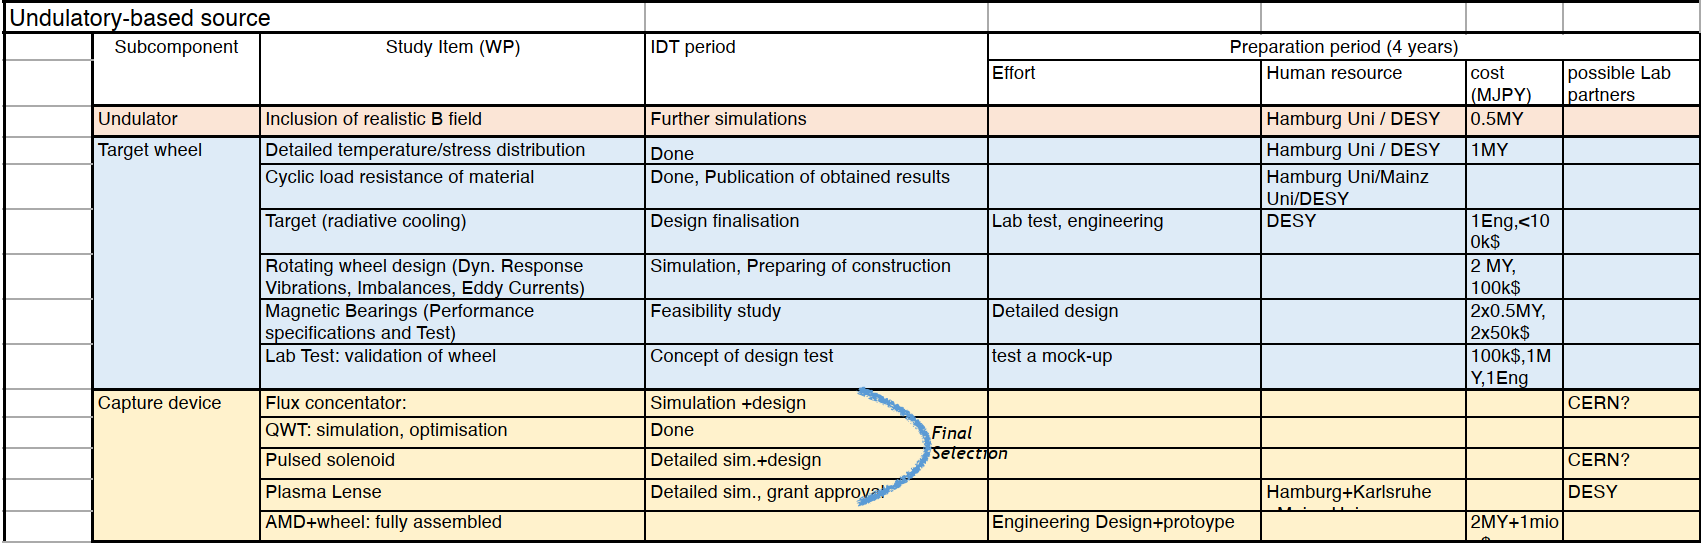 Undulatory-based source
Subcomponent Study Item (WP) IDT period Preparation period (4 years)
Effort Human resource cost possible Lab
(MJPY) partners
Undulator Inclusion of realistic B field Further simulations Hamburg Uni / DESY 0.5MY
Target wheel Detailed temperature/stress distribution Done Hamburg Uni / DESY 1MY
Cyclic load resistance of material Done, Publication of obtained results Hamburg Uni/Mainz
Uni/DESY
Target (radiative cooling) Design finalisation Lab test, engineering DESY 1Eng,<10
0k$
Rotating wheel design (Dyn. Response Simulation, Preparing of construction 2 MY,
Vibrations, Imbalances, Eddy Currents) 100k$
Magnetic Bearings (Performance Feasibility study Detailed design 2x0.5MY,
specifications and Test) 2x50k$
Lab Test: validation of wheel Concept of design test test a mock-up 100k$,1M
Y,1Eng
Capture device Flux concentator: Simulation +design CERN?
QWT: simulation, optimisation Done Final
Selection
Pulsed solenoid Detailed sim.+design CERN?
Plasma Lense Detailed sim., grant approval Hamburg+Karlsruhe DESY
AMD+wheel: fully assembled Engineering Design+protoype 2MY+1mio